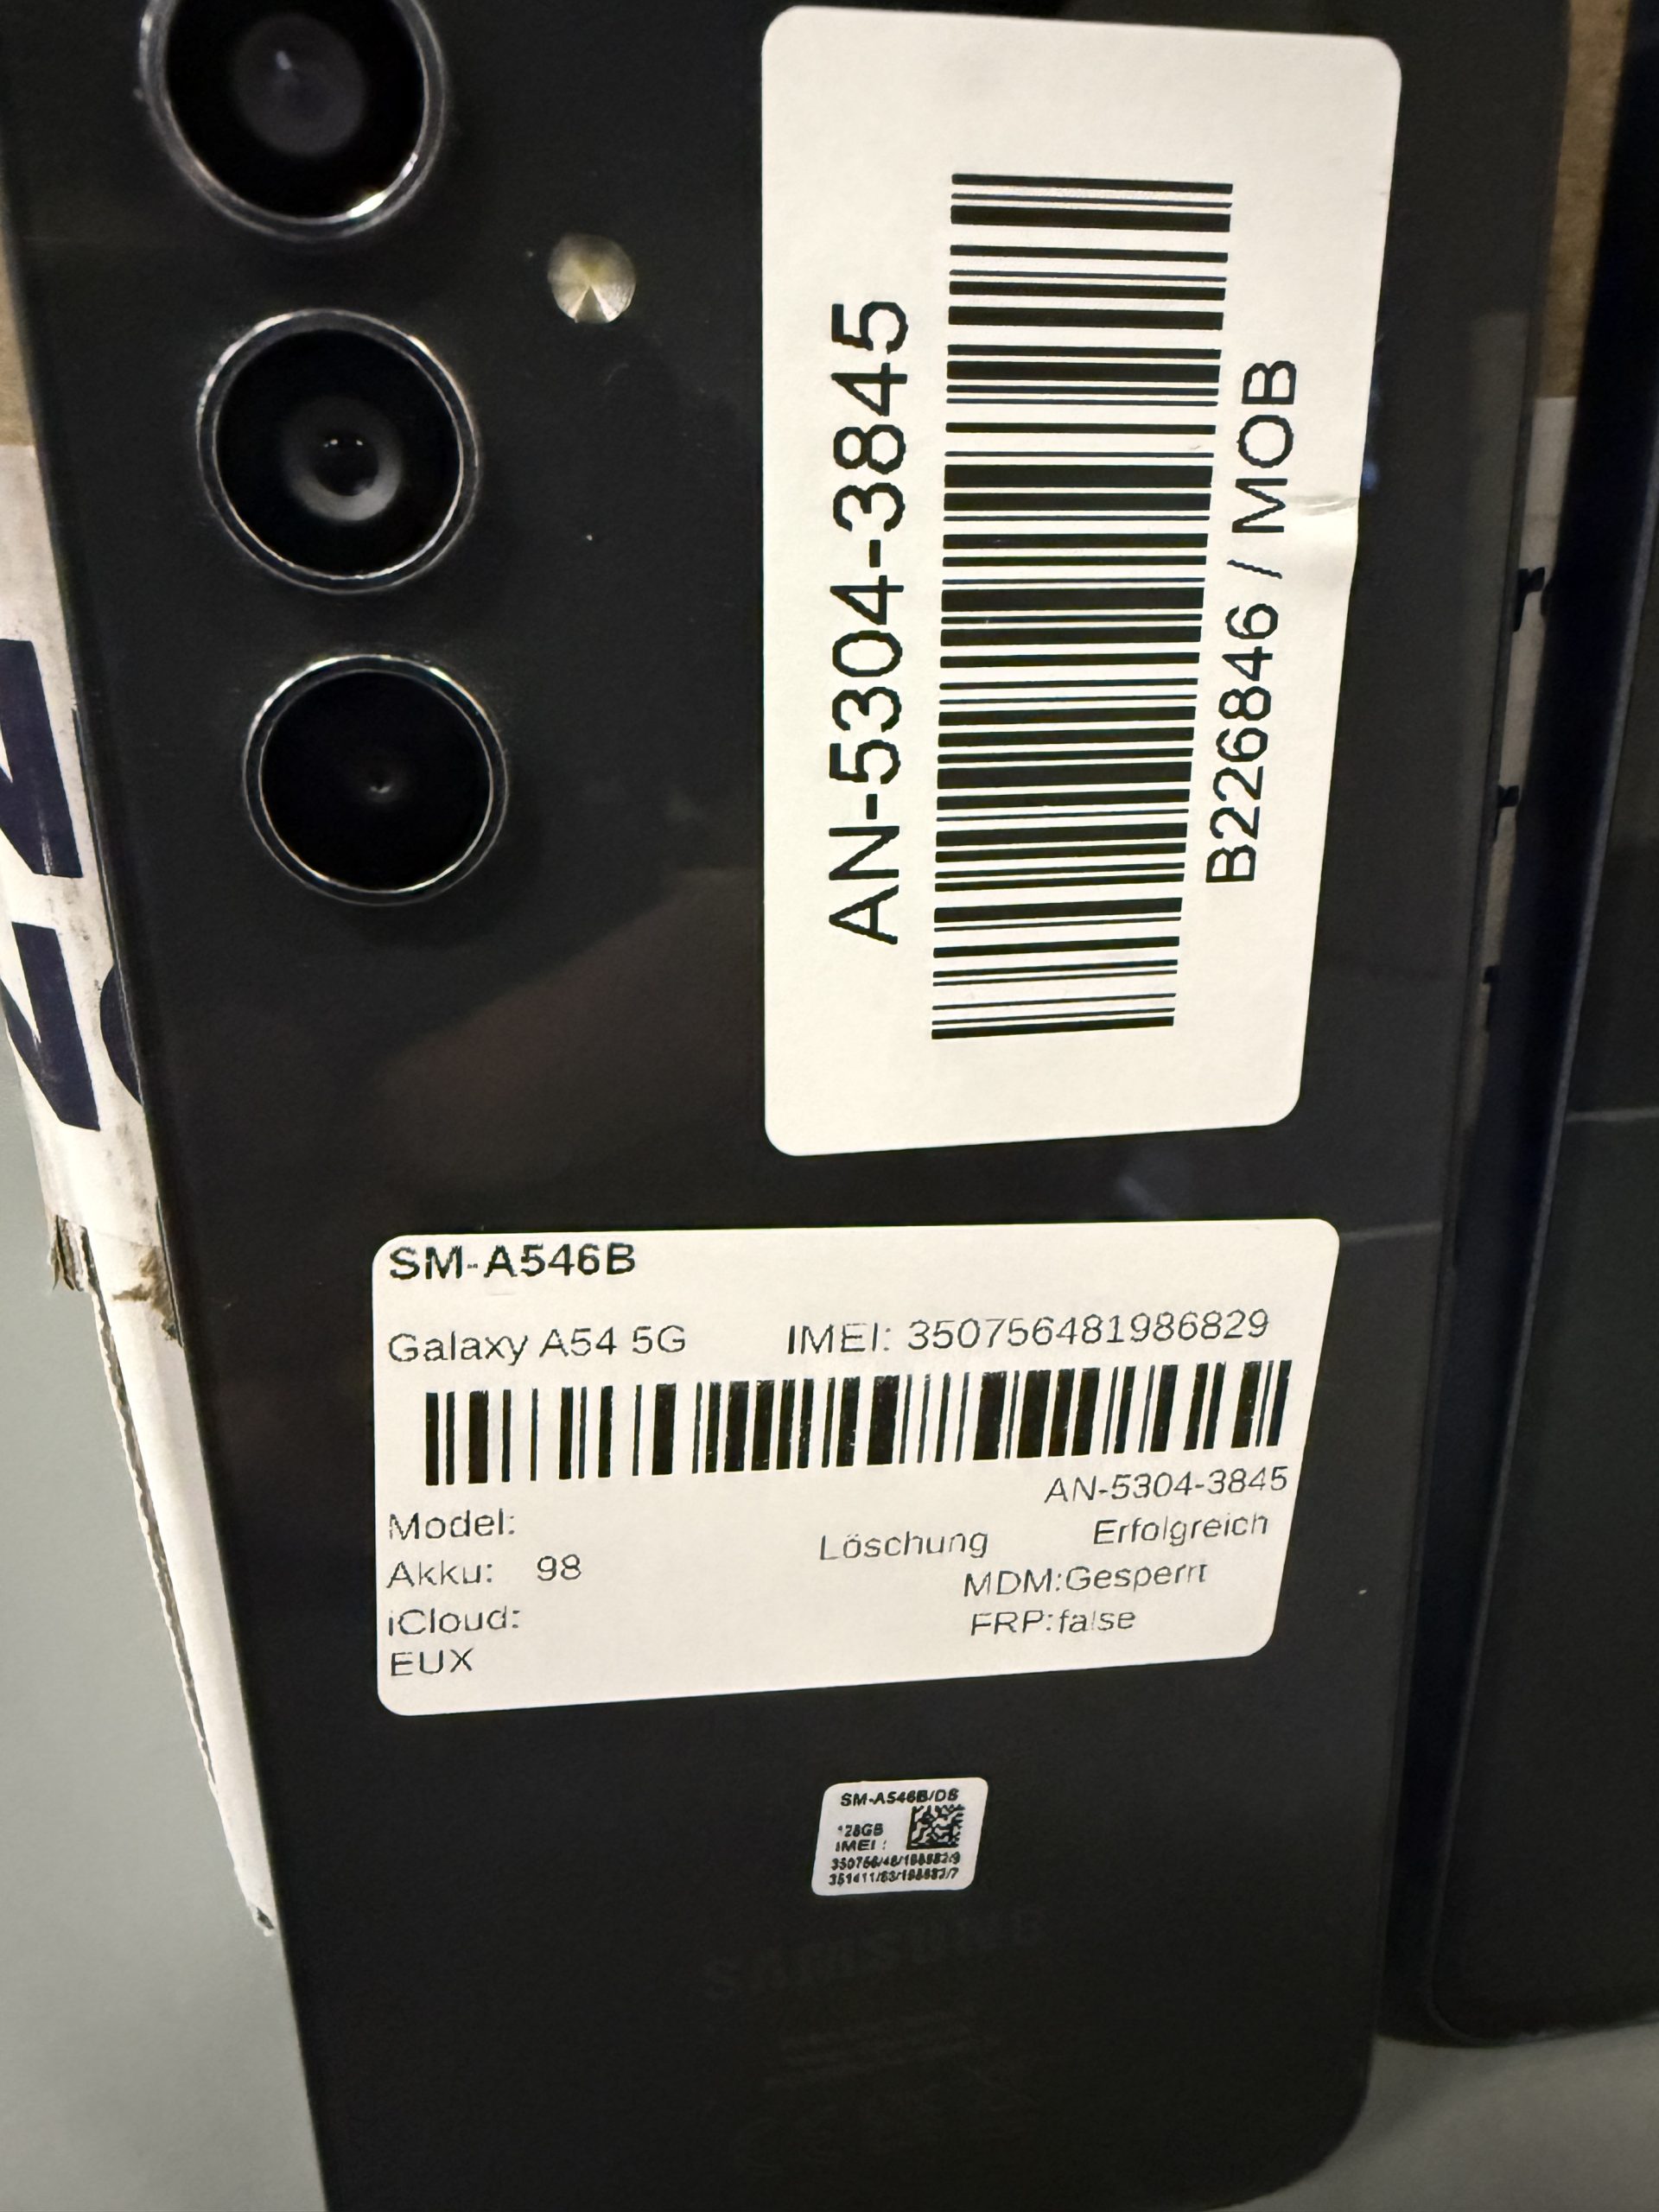 AN-5304-3845
B226846 / MOB
SM-A546B
Galaxy A54 5G IMEI: 350756481986829
AN-5304-3845
Model:
Löschung Erfolgreich
Akku: 98
MDM:Gesperrt
iCloud:
FRP:false
EUX
SM-A546B/DS
128GB
IMEI :
SAMSUNG